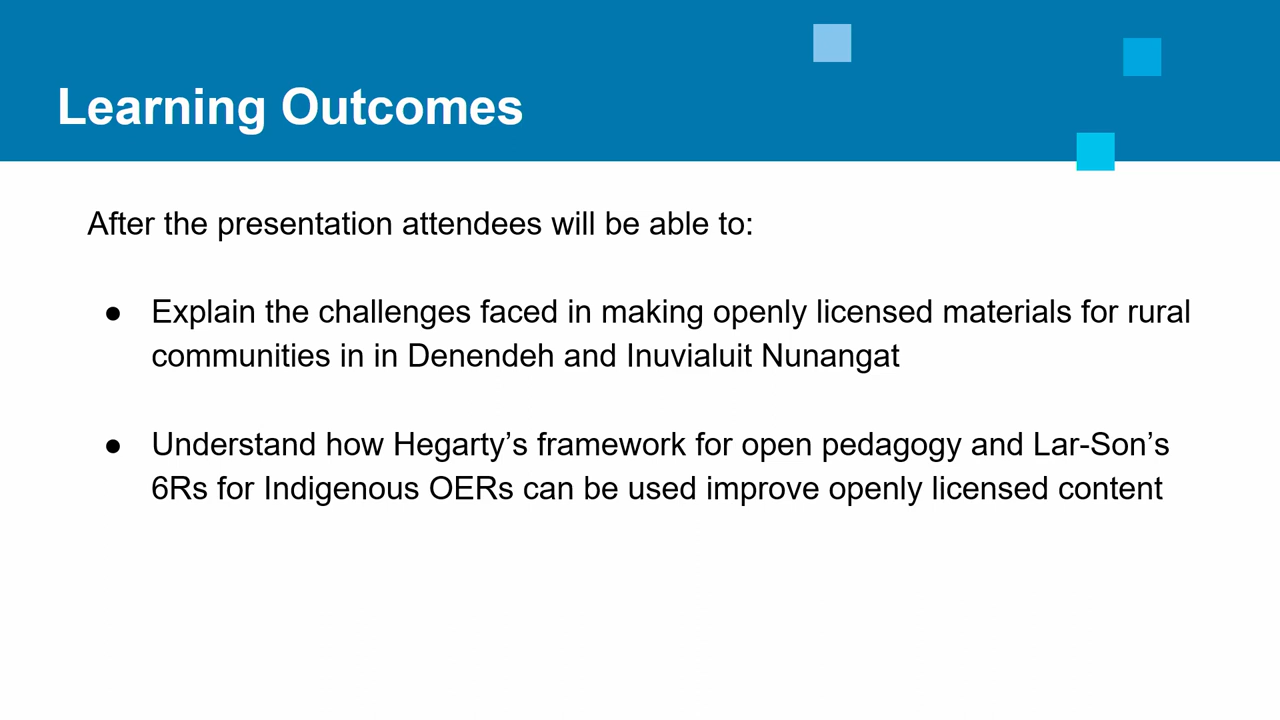 Learning Outcomes
After the presentation attendees will be able to:
● Explain the challenges faced in making openly licensed materials for rural
communities in in Denendeh and Inuvialuit Nunangat
● Understand how Hegarty’s framework for open pedagogy and Lar-Son’s
6Rs for Indigenous OERs can be used improve openly licensed content